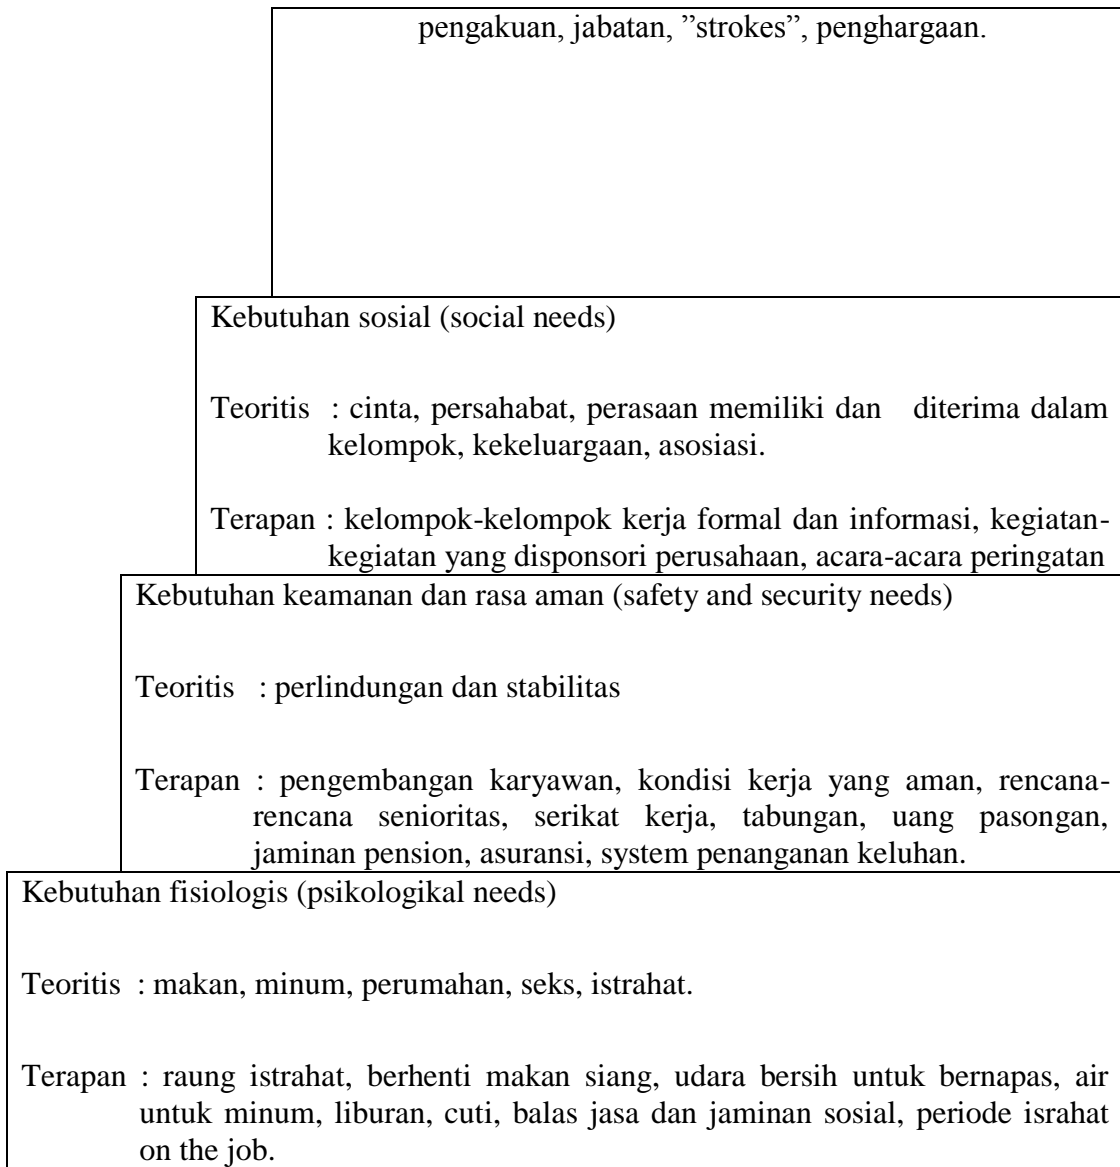 pengakuan, jabatan, ”strokes”, penghargaan.
Kebutuhan sosial (social needs)
Teoritis : cinta, persahabat, perasaan memiliki dan diterima dalam
kelompok, kekeluargaan, asosiasi.
Terapan : kelompok-kelompok kerja formal dan informasi, kegiatan-
kegiatan yang disponsori perusahaan, acara-acara peringatan
Kebutuhan keamanan dan rasa aman (safety and security needs)
Teoritis : perlindungan dan stabilitas
Terapan : pengembangan karyawan, kondisi kerja yang aman, rencana-
rencana senioritas, serikat kerja, tabungan, uang pasongan,
jaminan pension, asuransi, system penanganan keluhan.
Kebutuhan fisiologis (psikologikal needs)
Teoritis : makan, minum, perumahan, seks, istrahat.
Terapan : raung istrahat, berhenti makan siang, udara bersih untuk bernapas, air
untuk minum, liburan, cuti, balas jasa dan jaminan sosial, periode israhat
on the job.